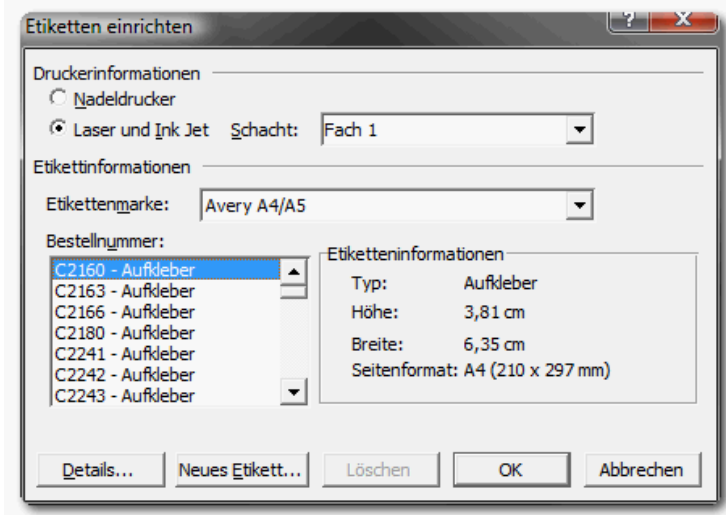 Etiketten einrichten
?
X
Druckerinformationen
Nadeldrucker
Laser und Ink Jet Schacht: Fach 1
Etikettinformationen
Etikettenmarke: Avery A4/A5
Bestellnummer:
C2160 - Aufkleber
C2163 - Aufkleber
C2166 - Aufkleber
C2180 - Aufkleber
C2241 - Aufkleber
C2242 - Aufkleber
C2243 - Aufkleber
Etiketteninformationen
Typ: Aufkleber
Höhe: 3,81 cm
Breite: 6,35 cm
Seitenformat: A4 (210 x 297 mm)
Details... Neues Etikett... Löschen OK Abbrechen